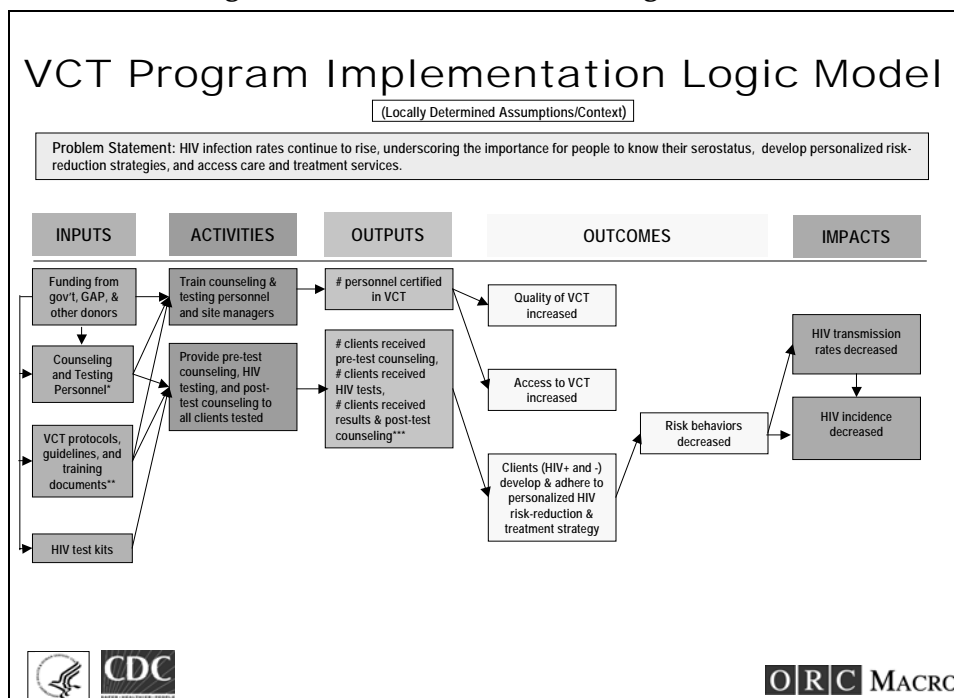 VCT Program Implementation Logic Model
(Locally Determined Assumptions/Context)
Problem Statement: HIV infection rates continue to rise, underscoring the importance for people to know their serostatus, develop personalized risk-
reduction strategies, and access care and treatment services.
INPUTS
ACTIVITIES
OUTPUTS
OUTCOMES
IMPACTS
Funding from
gov't, GAP, &
other donors
Counseling
and Testing
Personnel*
VCT protocols,
guidelines, and
training
documents**
HIV test kits
Train counseling &
testing personnel
and site managers
Provide pre-test
counseling, HIV
testing, and post-
test counseling to
all clients tested
# personnel certified
in VCT
# clients received
pre-test counseling,
# clients received
HIV tests,
# clients received
results & post-test
counseling***
Quality of VCT
increased
Access to VCT
increased
Clients (HIV+ and -)
develop & adhere to
personalized HIV
risk-reduction &
treatment strategy
Risk behaviors
decreased
HIV transmission
rates decreased
HIV incidence
decreased
CDC
ORC MACRO